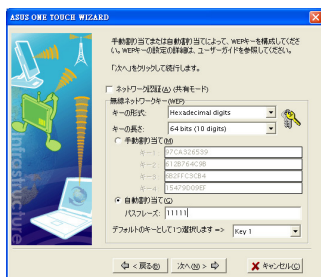 ASUS ONE TOUCH WIZARD
手動割り当てまたは自動割り当てによって、WEPキーを構成してくださ
い。WEPキーの設定の詳細は、ユーザーガイドを参照してください。
「次へ」をクリックして続行します。
ネットワーク認証(A) (共有モード)
無線ネットワークキー(WEP)
キーの形式: Hexadecimal digits
キーの長さ: 64 bits (10 digits)
手動割り当て(M)
キー1: 97CA326539
キー2: 612B764C9B
キー3: 6B2FFC3CB4
キー4: 15479D09EF
自動割り当て(G)
パスフレーズ: 11111
デフォルトのキーとして1つ選択します => Key 1
< 戻る(B)
次へ(N) >
キャンセル(C)
infrastructure